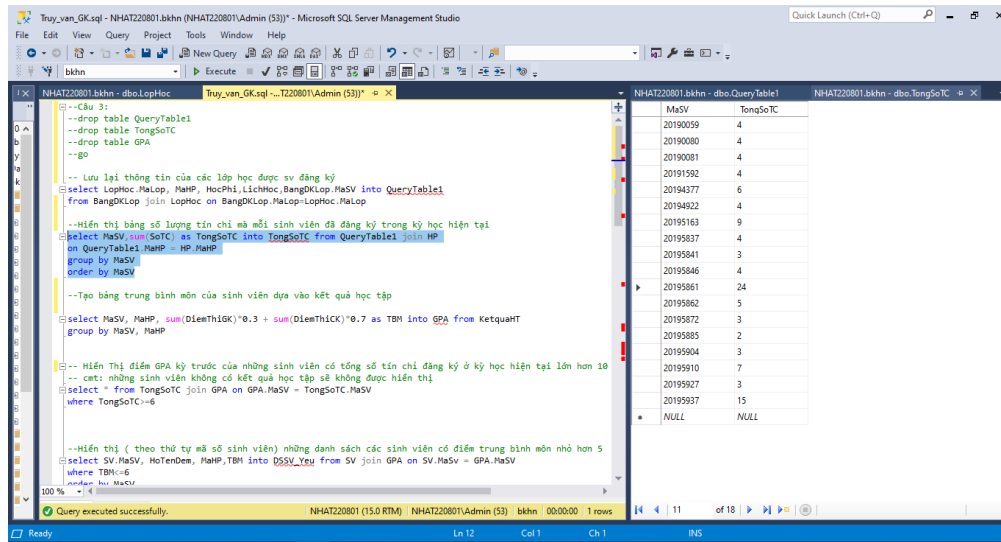 Truy_van_GK.sql - NHAT220801.bkhn (NHAT220801\Admin (53))* - Microsoft SQL Server Management Studio
Quick Launch (Ctrl+Q)
File Edit View Query Project Tools Window Help
New Query
bkhn
Execute
NHAT220801.bkhn - dbo.LopHoc
Truy_van_GK.sql -...T220801\Admin (53))*
--Câu 3:
--drop table QueryTable1
--drop table TongSoTC
--drop table GPA
--go
-- Lưu lại thông tin của các lớp học được sv đăng ký
select LopHoc.MaLop, MaHP, HocPhi,LichHoc,BangDKLop.MaSV into QueryTable1
from BangDKLop join LopHoc on BangDKLop.MaLop=LopHoc.MaLop
--Hiển thị bảng số lượng tín chỉ mà mỗi sinh viên đã đăng ký trong kỳ học hiện tại
select MaSV,sum(SoTC) as TongSoTC into TongSoTC from QueryTable1 join HP
on QueryTable1.MaHP = HP.MaHP
group by MaSV
order by MaSV
--Tạo bảng trung bình môn của sinh viên dựa vào kết quả học tập
select MaSV, MaHP, sum(DiemThiGK)*0.3 + sum(DiemThiCK)*0.7 as TBM into GPA from KetquaHT
group by MaSV, MaHP
-- Hiển Thị điểm GPA kỳ trước của những sinh viên có tổng số tín chỉ đăng ký ở kỳ học hiện tại lớn hơn 10
-- cmt: những sinh viên không có kết quả học tập sẽ không được hiển thị
select * from TongSoTC join GPA on GPA.MaSV = TongSoTC.MaSV
where TongSoTC>=6
--Hiển thị ( theo thứ tự mã số sinh viên) những danh sách các sinh viên có điểm trung bình môn nhỏ hơn 5
select SV.MaSV, HoTenDem, MaHP,TBM into DSSV_Yeu from SV join GPA on SV.MaSv = GPA.MaSV
where TBM<=6
order by MaSV
100 %
Query executed successfully.
NHAT220801 (15.0 RTM)
NHAT220801\Admin (53)
bkhn
00:00:00
1 rows
NHAT220801.bkhn - dbo.QueryTable1
NHAT220801.bkhn - dbo.TongSoTC
MaSV TongSoTC
20190059 4
20190080 4
20190081 4
20191592 4
20194377 6
20194922 4
20195163 9
20195837 4
20195841 3
20195846 4
20195861 24
20195862 5
20195872 3
20195885 2
20195904 3
20195910 7
20195927 3
20195937 15
NULL NULL
11 of 18
Ready
Ln 12 Col 1 Ch 1 INS